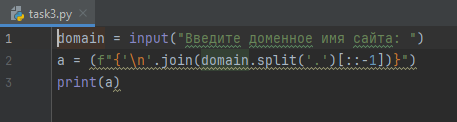 task3.py
1 domain = input("Введите доменное имя сайта: ")
2 a = (f"{'\n'.join(domain.split('.')[::-1])}")
3 print(a)